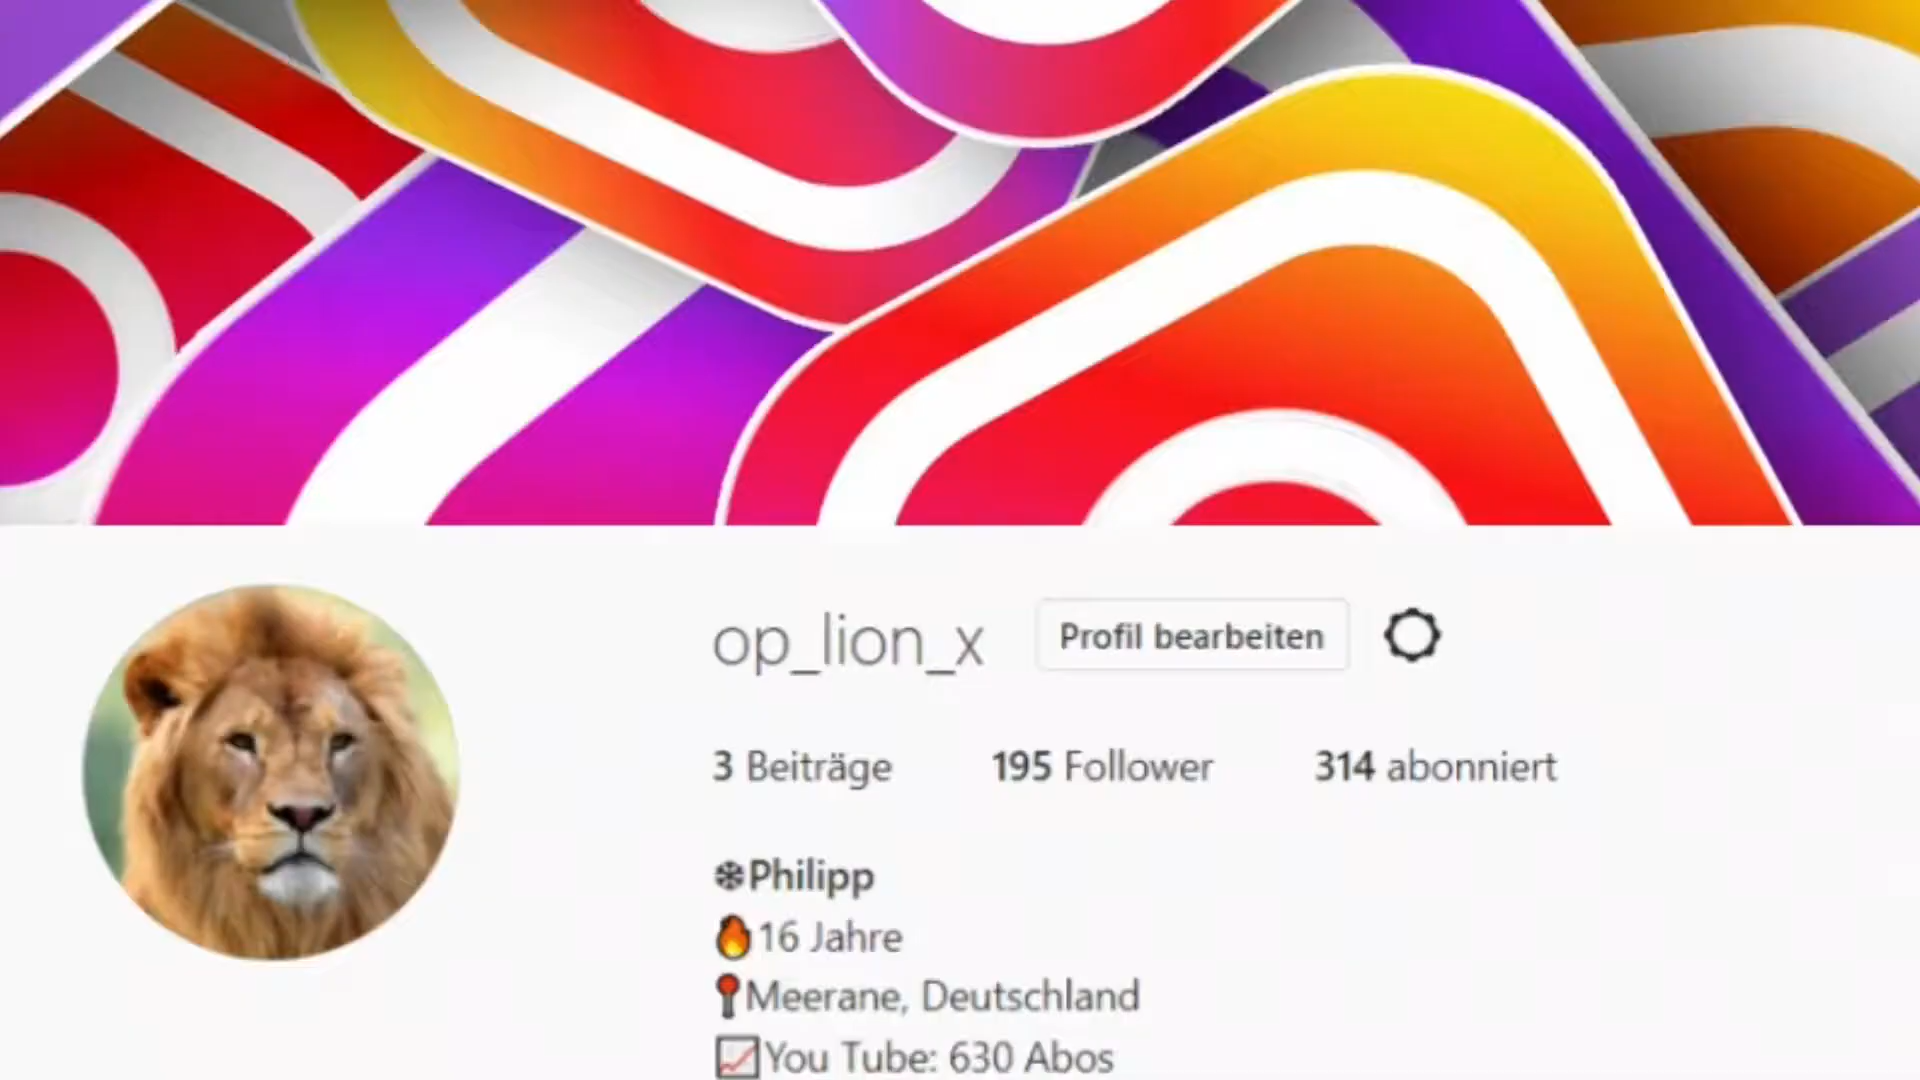 op_lion_x Profil bearbeiten
3 Beiträge 195 Follower 314 abonniert
❄Philipp
🔥16 Jahre
📍Meerane, Deutschland
📈You Tube: 630 Abos